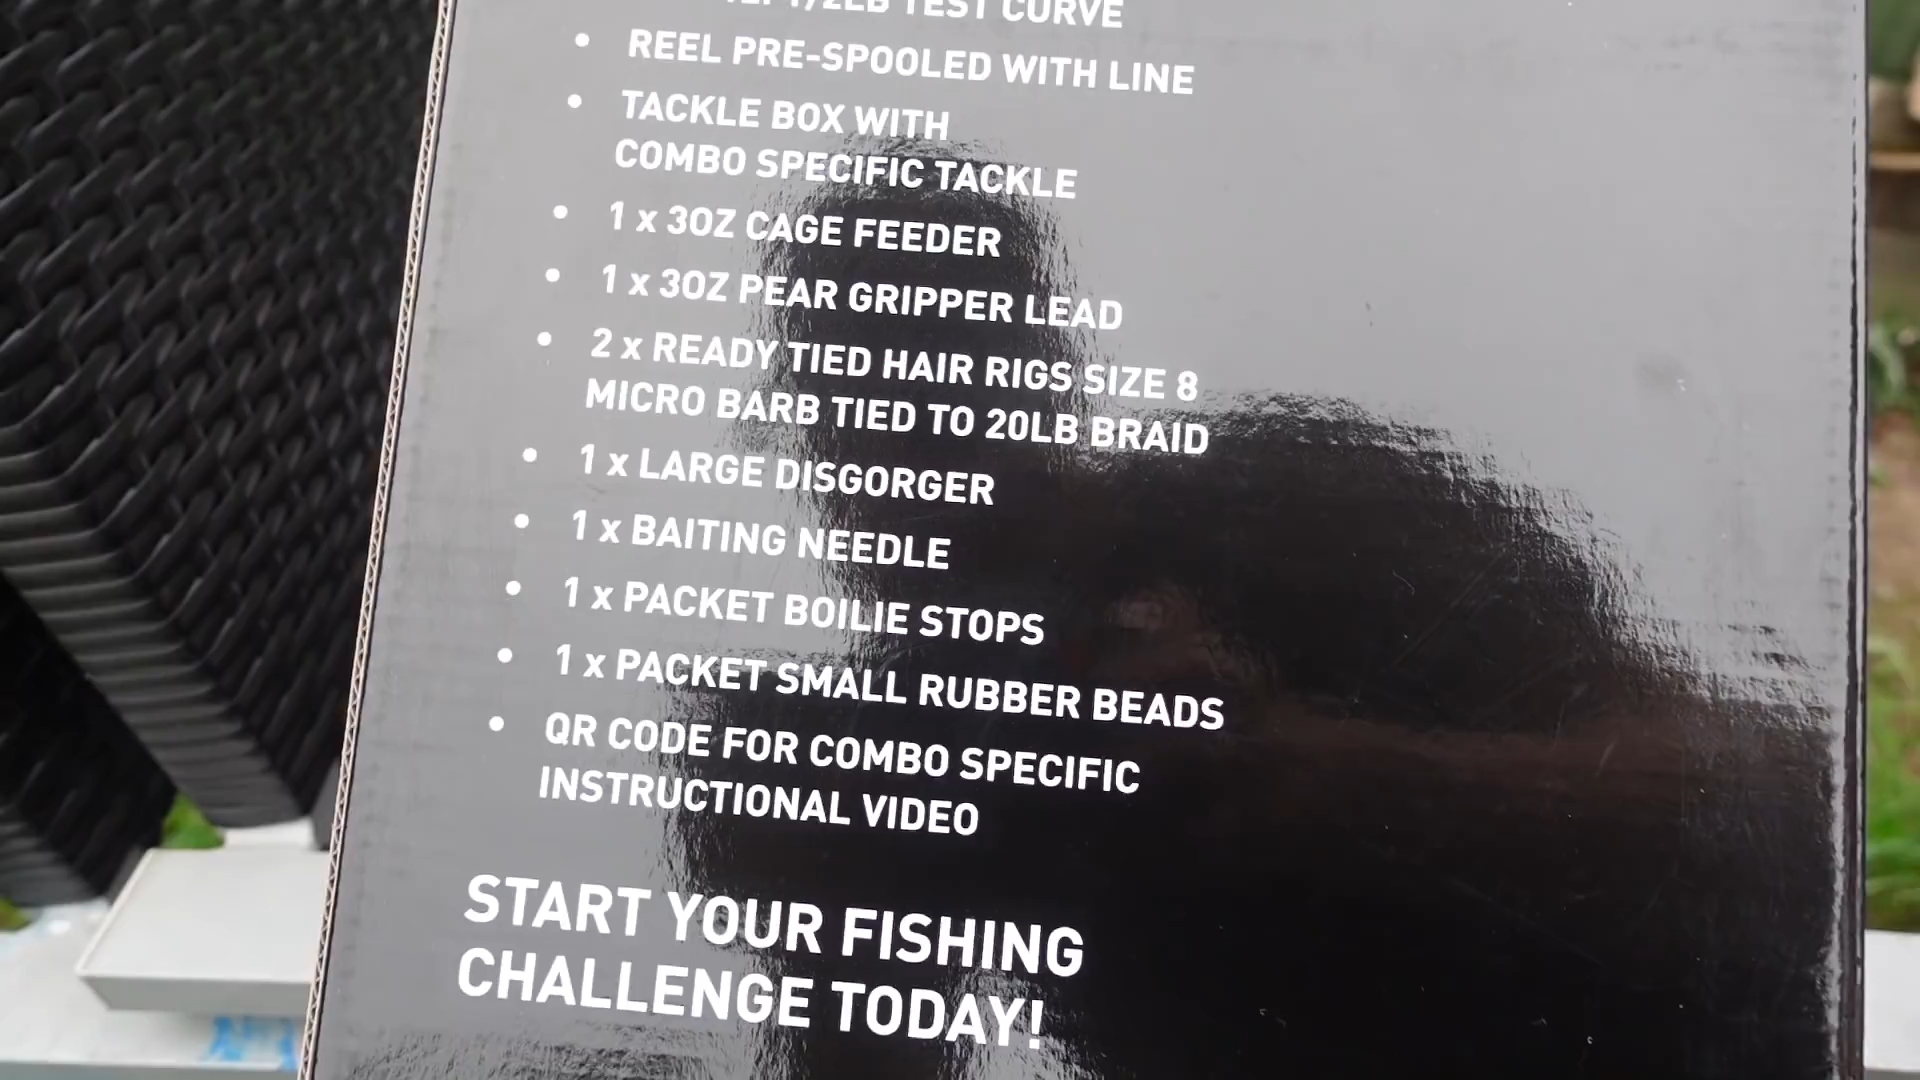 TEST CURVE
• REEL PRE-SPOOLED WITH LINE
• TACKLE BOX WITH
COMBO SPECIFIC TACKLE
• 1 x 3OZ CAGE FEEDER
• 1 x 3OZ PEAR GRIPPER LEAD
• 2 x READY TIED HAIR RIGS SIZE 8
MICRO BARB TIED TO 20LB BRAID
• 1 x LARGE DISGORGER
• 1 x BAITING NEEDLE
• 1 x PACKET BOILIE STOPS
• 1 x PACKET SMALL RUBBER BEADS
• QR CODE FOR COMBO SPECIFIC
INSTRUCTIONAL VIDEO
START YOUR FISHING
CHALLENGE TODAY!